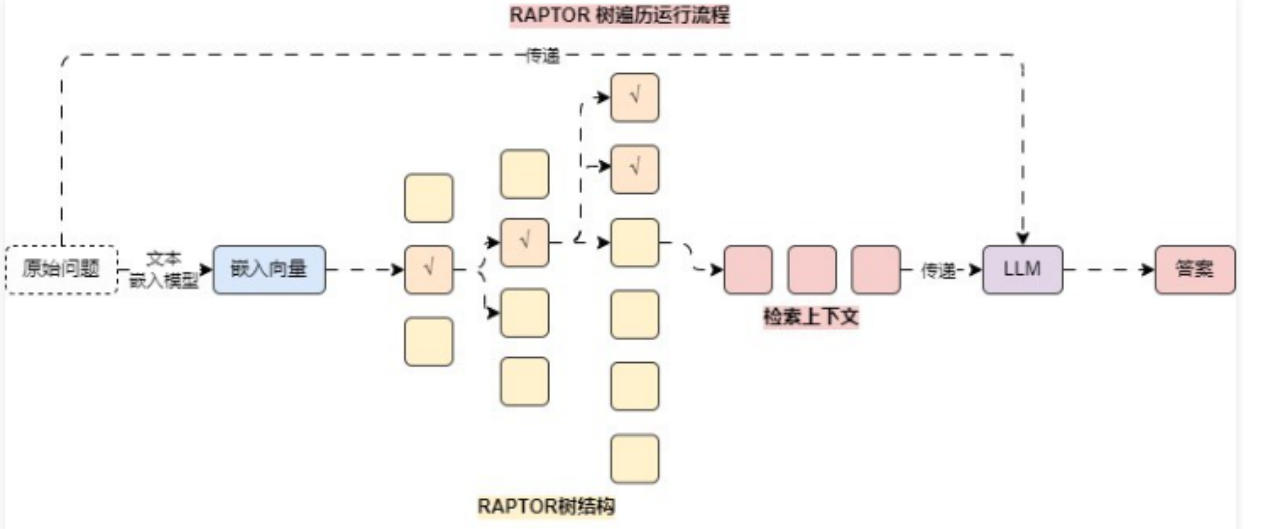 RAPTOR 树遍历运行流程
传递
√
√
√
√
原始问题
文本
嵌入模型
嵌入向量
传递
LLM
答案
检索上下文
RAPTOR树结构